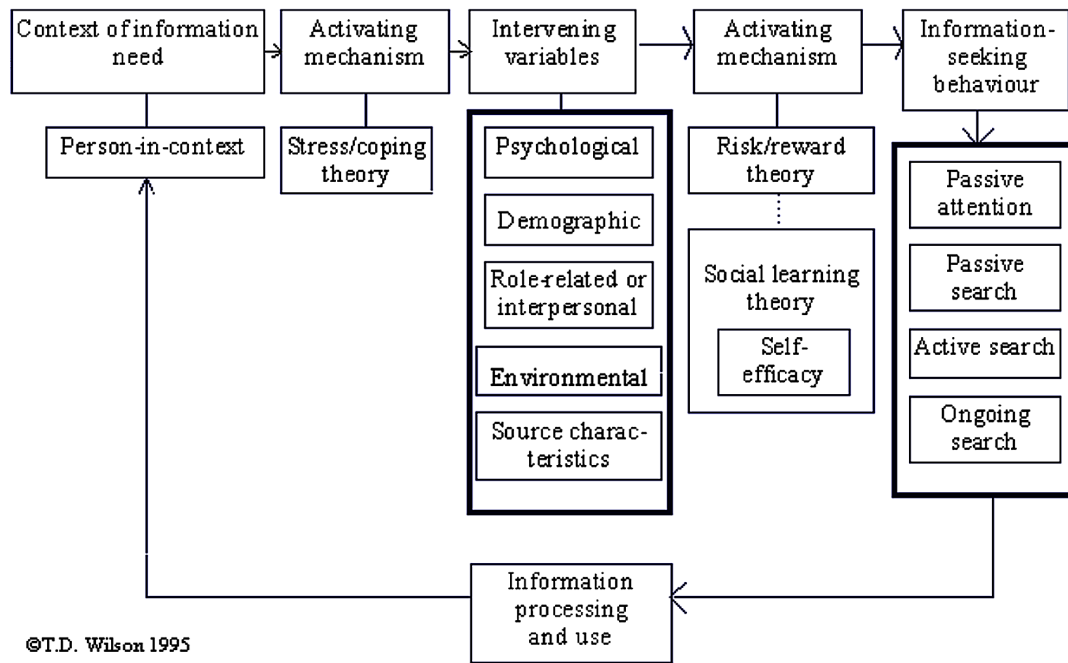 Context of information
need
Activating
mechanism
Intervening
variables
Activating
mechanism
Information-
seeking
behaviour
Person-in-context
Stress/coping
theory
Psychological
Demographic
Role-related or
interpersonal
Environmental
Source charac-
teristics
Risk/reward
theory
Social learning
theory
Self-
efficacy
Passive
attention
Passive
search
Active search
Ongoing
search
Information
processing
and use
©T.D. Wilson 1995